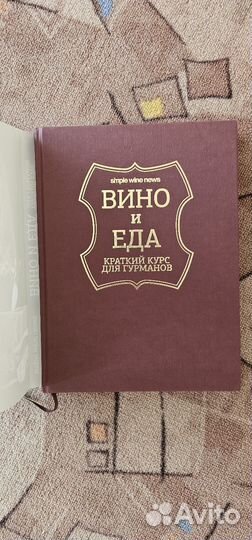 simple wine news
ВИНО
и
ЕДА
КРАТКИЙ КУРС
ДЛЯ ГУРМАНОВ
Avito